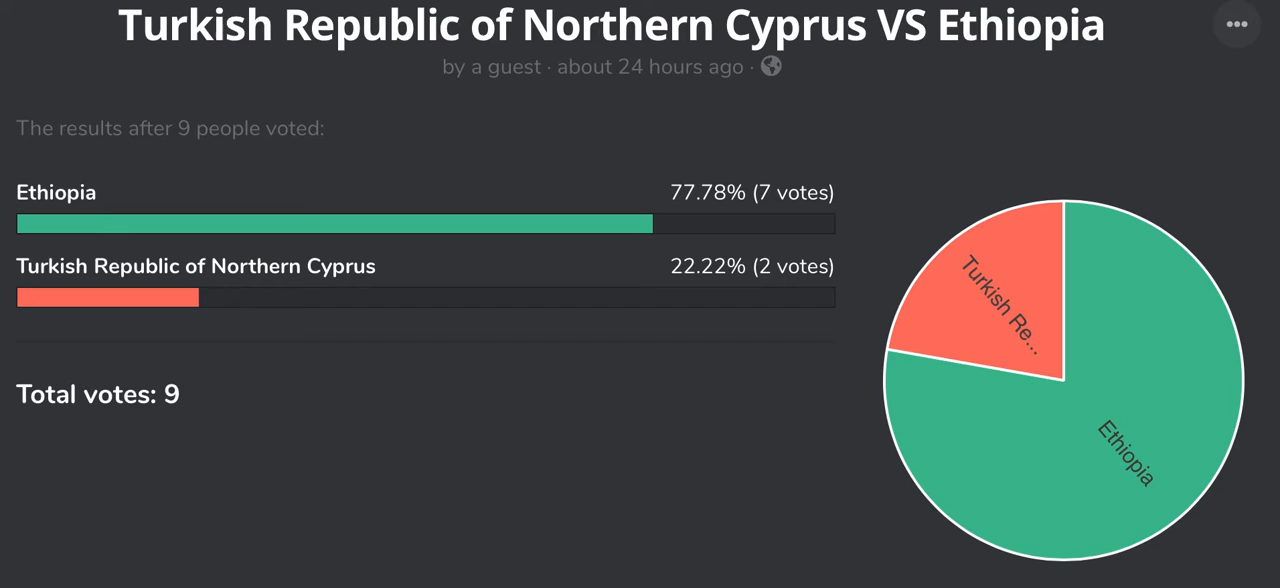 Turkish Republic of Northern Cyprus VS Ethiopia
by a guest · about 24 hours ago ·
The results after 9 people voted:
Ethiopia 77.78% (7 votes)
Turkish Republic of Northern Cyprus 22.22% (2 votes)
Total votes: 9
Turkish Re...
Ethiopia